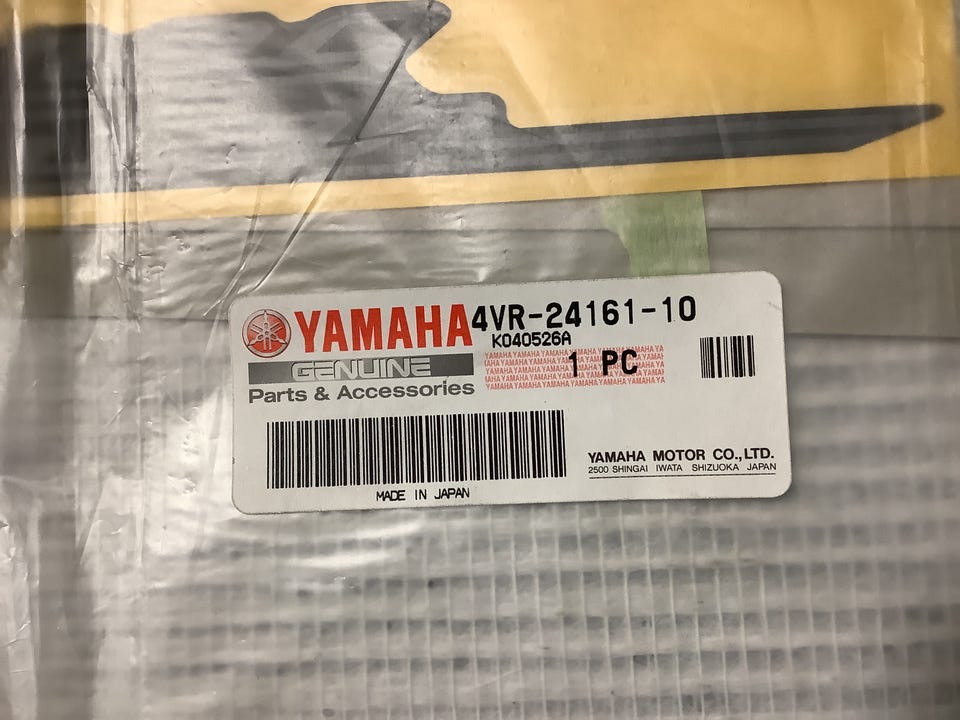 YAMAHA 4VR-24161-10
K040526A
GENUINE
1 PC
Parts & Accessories
YAMAHA MOTOR CO.,LTD.
2500 SHINGAI IWATA SHIZUOKA JAPAN
MADE IN JAPAN